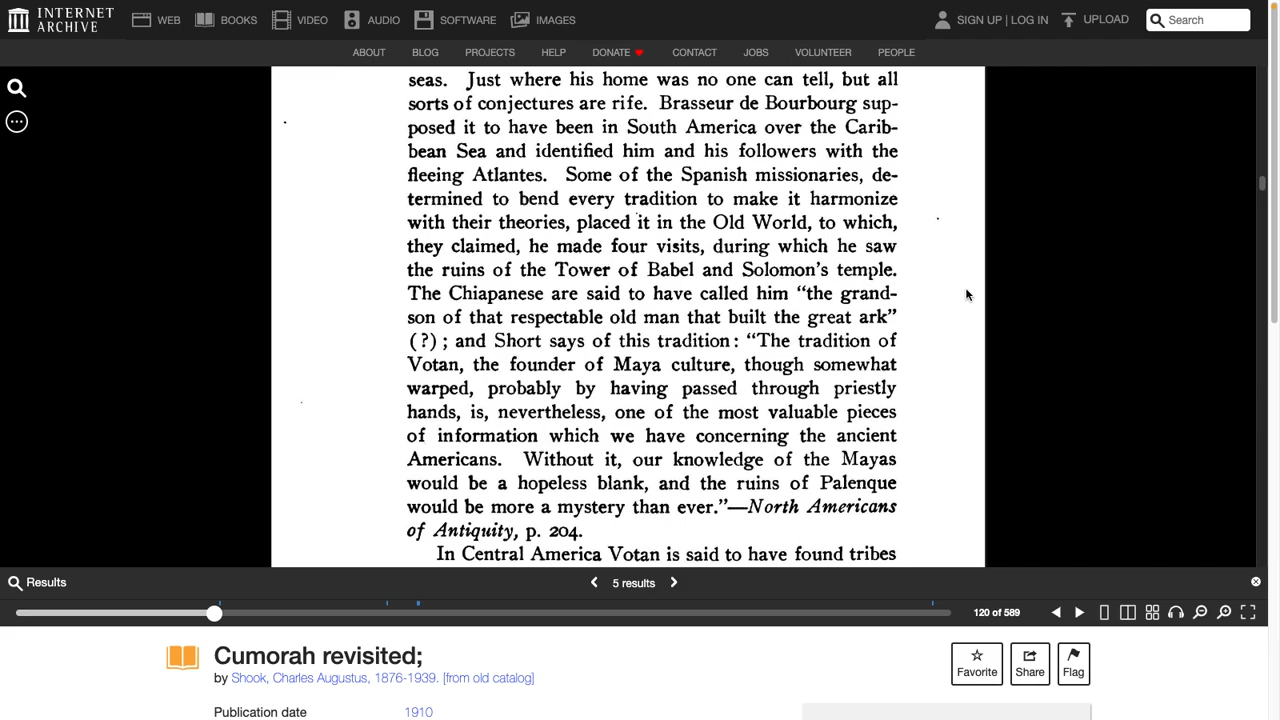 INTERNET ARCHIVE
WEB BOOKS VIDEO AUDIO SOFTWARE IMAGES SIGN UP | LOG IN UPLOAD Search
ABOUT BLOG PROJECTS HELP DONATE CONTACT JOBS VOLUNTEER PEOPLE
seas. Just where his home was no one can tell, but all
sorts of conjectures are rife. Brasseur de Bourbourg sup-
posed it to have been in South America over the Carib-
bean Sea and identified him and his followers with the
fleeing Atlantes. Some of the Spanish missionaries, de-
termined to bend every tradition to make it harmonize
with their theories, placed it in the Old World, to which,
they claimed, he made four visits, during which he saw
the ruins of the Tower of Babel and Solomon's temple.
The Chiapanese are said to have called him "the grand-
son of that respectable old man that built the great ark"
(?) ; and Short says of this tradition: "The tradition of
Votan, the founder of Maya culture, though somewhat
warped, probably by having passed through priestly
hands, is, nevertheless, one of the most valuable pieces
of information which we have concerning the ancient
Americans. Without it, our knowledge of the Mayas
would be a hopeless blank, and the ruins of Palenque
would be more a mystery than ever."—North Americans
of Antiquity, p. 204.
In Central America Votan is said to have found tribes
Results 5 results
120 of 589
Cumorah revisited;
by Shook, Charles Augustus, 1876-1939. [from old catalog]
Favorite Share Flag
Publication date 1910